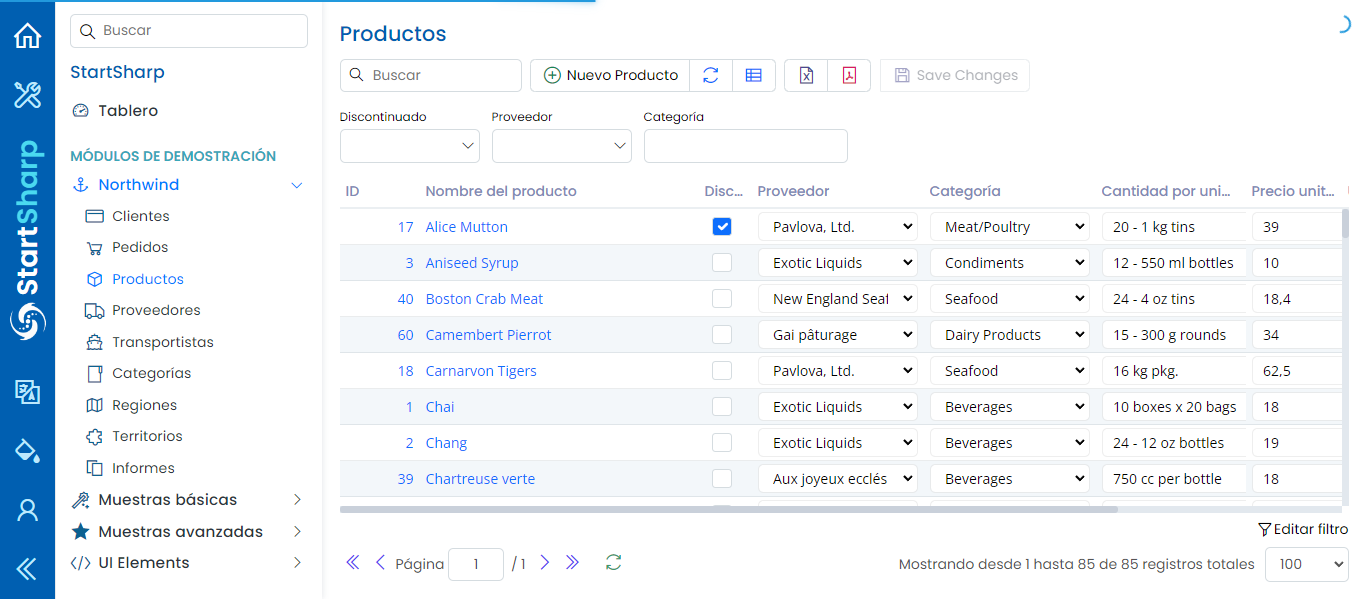 Buscar
StartSharp
Tablero
MÓDULOS DE DEMOSTRACIÓN
Northwind
Clientes
Pedidos
Productos
Proveedores
Transportistas
Categorías
Regiones
Territorios
Informes
Muestras básicas
Muestras avanzadas
UI Elements
StartSharp
Productos
Buscar Nuevo Producto Save Changes
Discontinuado Proveedor Categoría
ID Nombre del producto Disc... Proveedor Categoría Cantidad por uni... Precio unit...
17 Alice Mutton Pavlova, Ltd. Meat/Poultry 20 - 1 kg tins 39
3 Aniseed Syrup Exotic Liquids Condiments 12 - 550 ml bottles 10
40 Boston Crab Meat New England Seaf Seafood 24 - 4 oz tins 18,4
60 Camembert Pierrot Gai pâturage Dairy Products 15 - 300 g rounds 34
18 Carnarvon Tigers Pavlova, Ltd. Seafood 16 kg pkg. 62,5
1 Chai Exotic Liquids Beverages 10 boxes x 20 bags 18
2 Chang Exotic Liquids Beverages 24 - 12 oz bottles 19
39 Chartreuse verte Aux joyeux ecclés Beverages 750 cc per bottle 18
Editar filtro
Página 1 / 1 Mostrando desde 1 hasta 85 de 85 registros totales 100